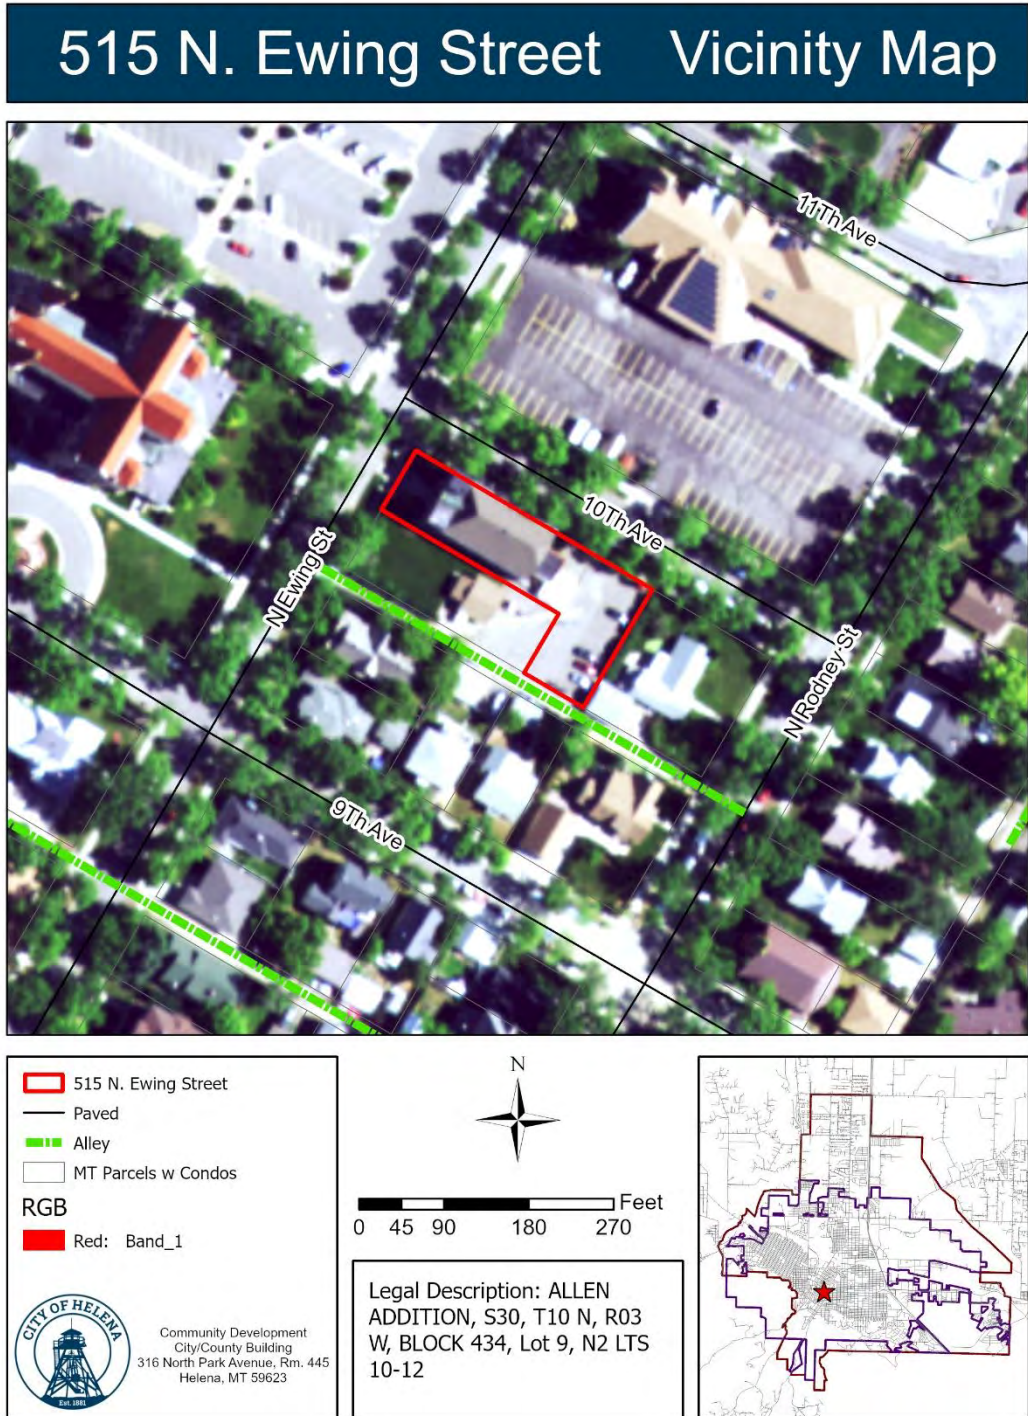 515 N. Ewing Street Vicinity Map
11Th Ave
10Th Ave
N Ewing St
N Rodney St
9Th Ave
515 N. Ewing Street
Paved
Alley
MT Parcels w Condos
RGB
Red: Band_1
CITY OF HELENA
Est. 1881
Community Development
City/County Building
316 North Park Avenue, Rm. 445
Helena, MT 59623
N
Feet
0 45 90 180 270
Legal Description: ALLEN
ADDITION, S30, T10 N, R03
W, BLOCK 434, Lot 9, N2 LTS
10-12